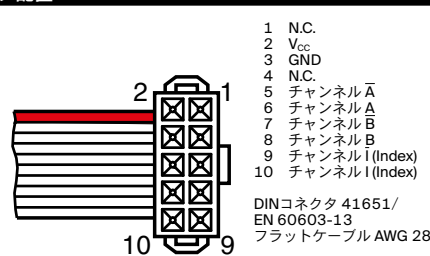 2 1
10 9
1 N.C.
2 Vcc
3 GND
4 N.C.
5 チャンネル A̅
6 チャンネル A
7 チャンネル B̅
8 チャンネル B
9 チャンネル I̅ (Index)
10 チャンネル I (Index)
DINコネクタ 41651/
EN 60603-13
フラットケーブル AWG 28